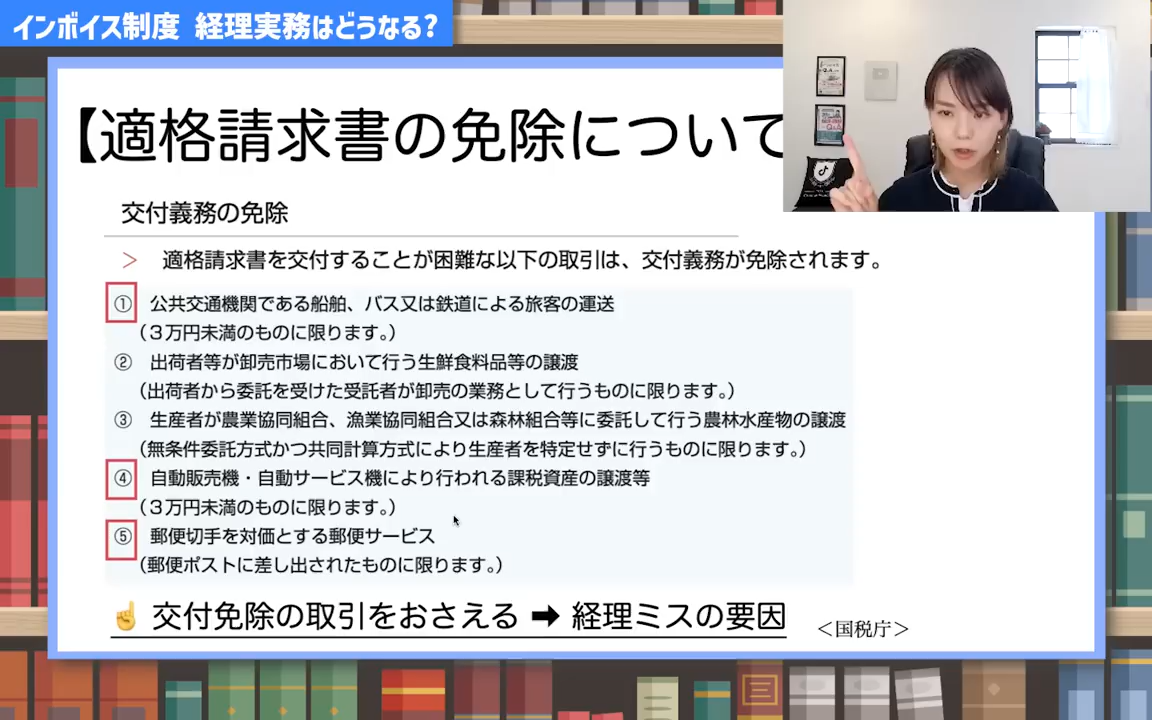 インボイス制度 経理実務はどうなる?
【適格請求書の免除について
交付義務の免除
＞ 適格請求書を交付することが困難な以下の取引は、交付義務が免除されます。
① 公共交通機関である船舶、バス又は鉄道による旅客の運送
（３万円未満のものに限ります。）
② 出荷者等が卸売市場において行う生鮮食料品等の譲渡
（出荷者から委託を受けた受託者が卸売の業務として行うものに限ります。）
③ 生産者が農業協同組合、漁業協同組合又は森林組合等に委託して行う農林水産物の譲渡
（無条件委託方式かつ共同計算方式により生産者を特定せずに行うものに限ります。）
④ 自動販売機・自動サービス機により行われる課税資産の譲渡等
（３万円未満のものに限ります。）
⑤ 郵便切手を対価とする郵便サービス
（郵便ポストに差し出されたものに限ります。）
☝ 交付免除の取引をおさえる ➡ 経理ミスの要因
＜国税庁＞